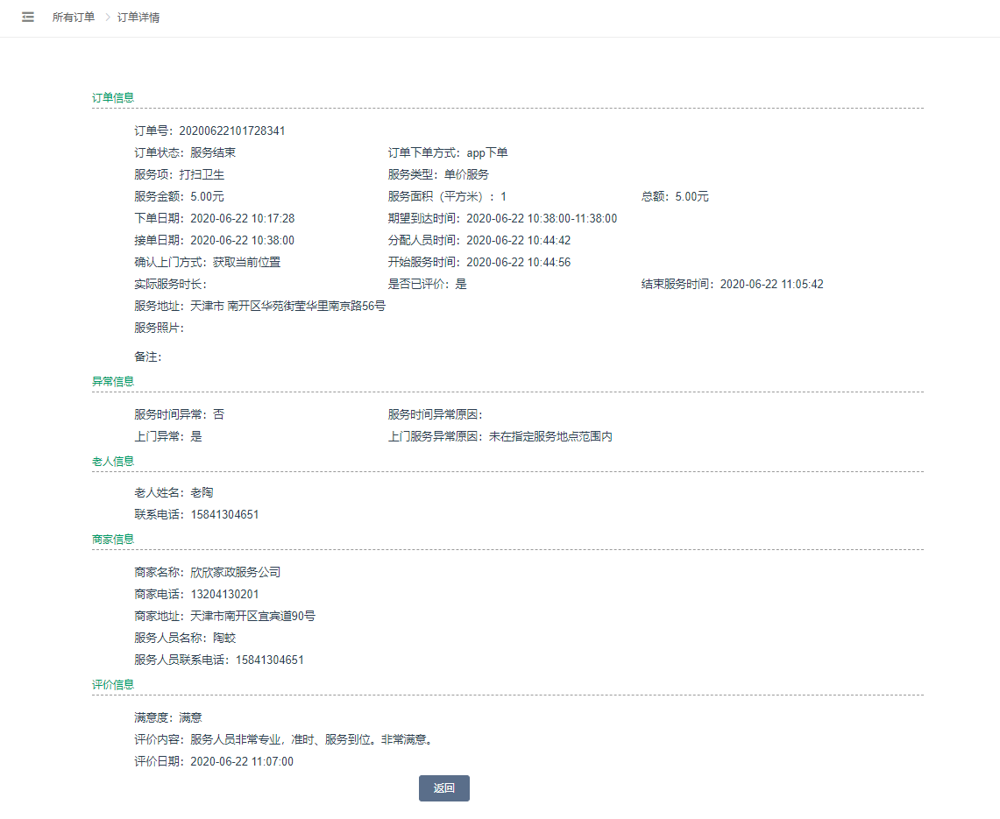 所有订单 > 订单详情
订单信息
订单号：20200622101728341
订单状态：服务结束 订单下单方式：app下单
服务项：打扫卫生 服务类型：单价服务
服务金额：5.00元 服务面积（平方米）：1 总额：5.00元
下单日期：2020-06-22 10:17:28 期望到达时间：2020-06-22 10:38:00-11:38:00
接单日期：2020-06-22 10:38:00 分配人员时间：2020-06-22 10:44:42
确认上门方式：获取当前位置 开始服务时间：2020-06-22 10:44:56
实际服务时长： 是否已评价：是 结束服务时间：2020-06-22 11:05:42
服务地址：天津市 南开区华苑街莹华里南京路56号
服务照片：
备注：
异常信息
服务时间异常：否 服务时间异常原因：
上门异常：是 上门服务异常原因：未在指定服务地点范围内
老人信息
老人姓名：老陶
联系电话：15841304651
商家信息
商家名称：欣欣家政服务公司
商家电话：13204130201
商家地址：天津市南开区宜宾道90号
服务人员名称：陶蛟
服务人员联系电话：15841304651
评价信息
满意度：满意
评价内容：服务人员非常专业，准时、服务到位。非常满意。
评价日期：2020-06-22 11:07:00
返回